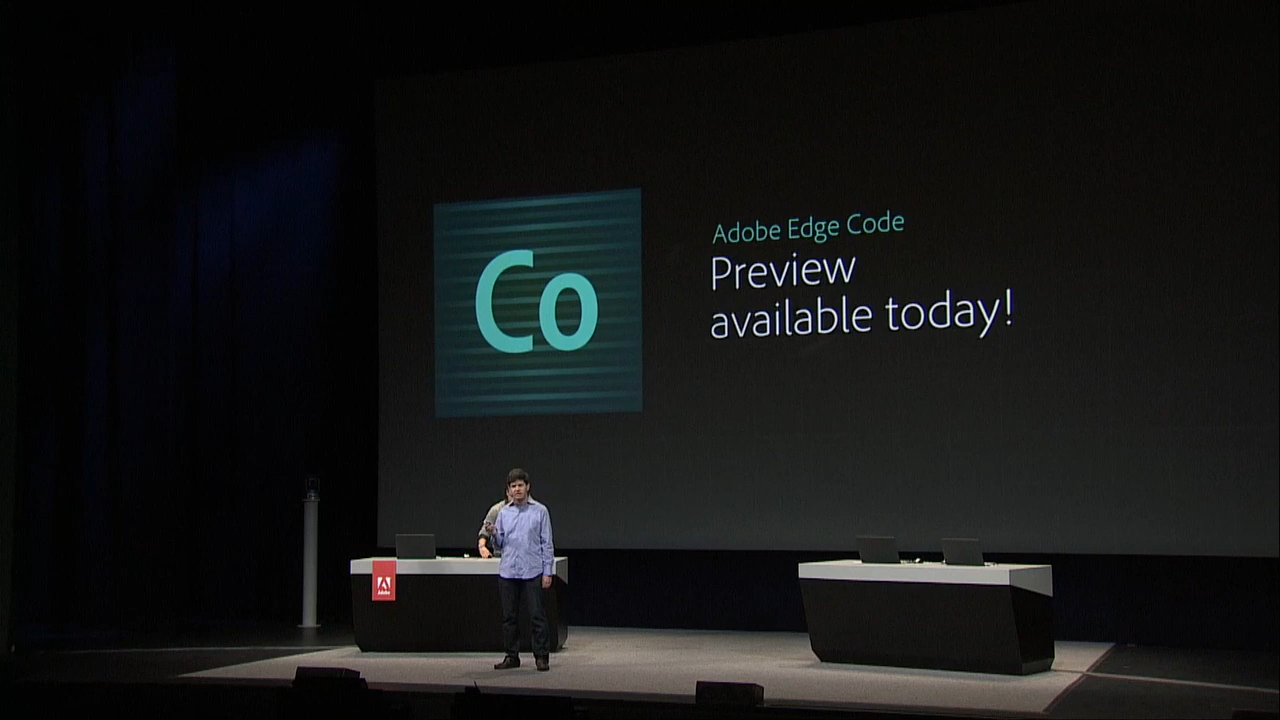 Co
Adobe Edge Code
Preview
available today!
Adobe